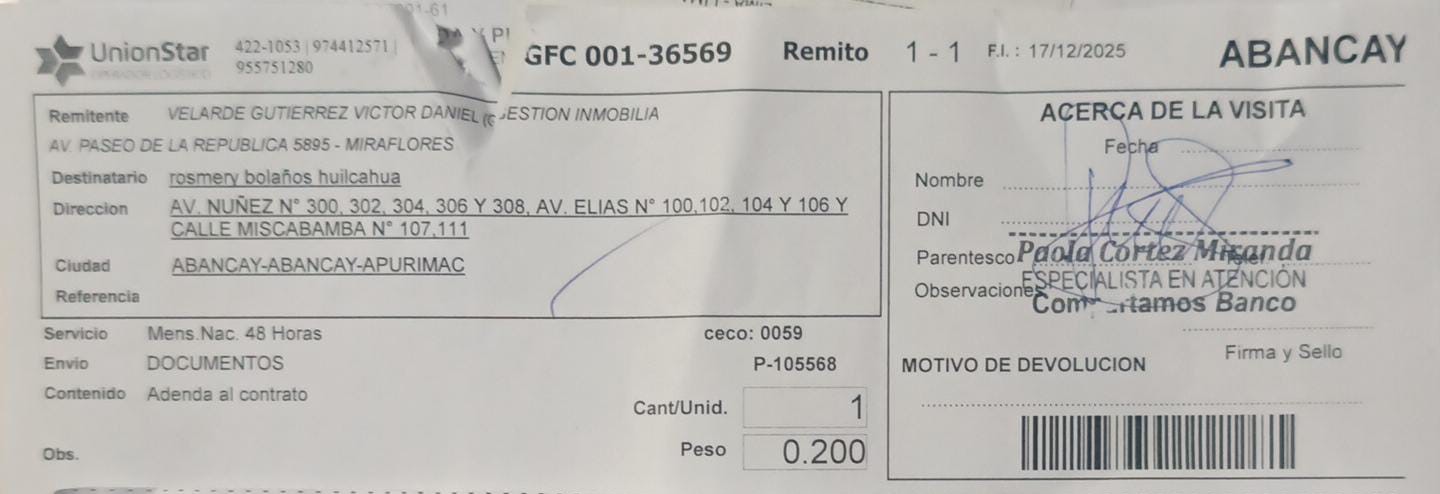 UnionStar
422-1053 | 974412571 |
955751280
GFC 001-36569
Remito 1 - 1
F.I. : 17/12/2025
ABANCAY
Remitente VELARDE GUTIERREZ VICTOR DANIEL (GESTION INMOBILIA
AV. PASEO DE LA REPUBLICA 5895 - MIRAFLORES
Destinatario rosmery bolaños huilcahua
Direccion AV. NUÑEZ N° 300, 302, 304, 306 Y 308, AV. ELIAS N° 100,102, 104 Y 106 Y
CALLE MISCABAMBA N° 107,111
Ciudad ABANCAY-ABANCAY-APURIMAC
Referencia
Servicio Mens.Nac. 48 Horas
ceco: 0059
Envio DOCUMENTOS
P-105568
Contenido Adenda al contrato
Cant/Unid. 1
Peso 0.200
Obs.
ACERCA DE LA VISITA
Fecha
Nombre
DNI
Parentesco
Paola Cortez Miranda
Observaciones
ESPECIALISTA EN ATENCIÓN
Compartamos Banco
Firma y Sello
MOTIVO DE DEVOLUCION